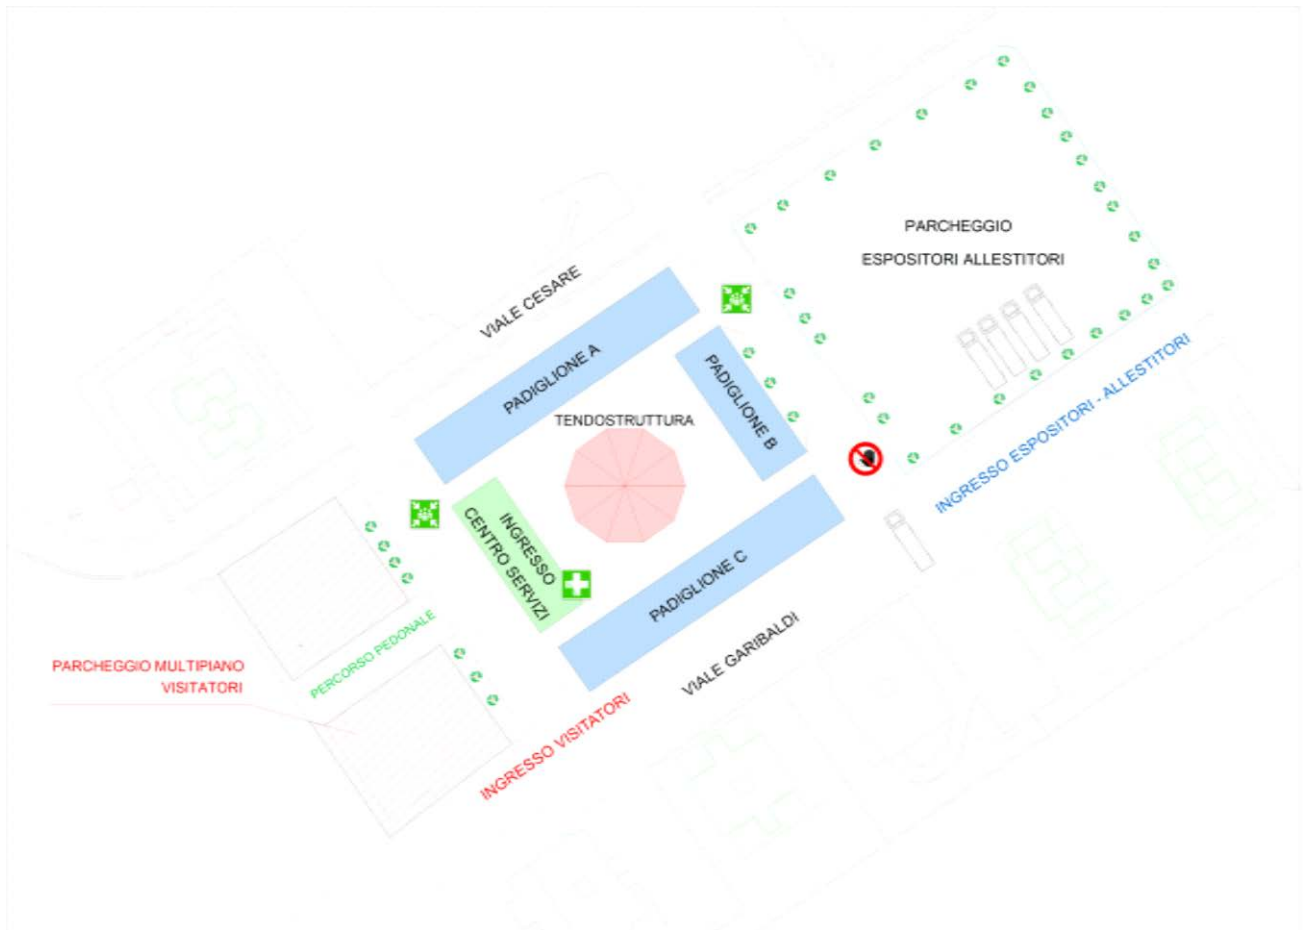 PARCHEGGIO
ESPOSITORI ALLESTITORI
VIALE CESARE
PADIGLIONE A
PADIGLIONE B
TENDOSTRUTTURA
INGRESSO ESPOSITORI - ALLESTITORI
INGRESSO
CENTRO SERVIZI
PADIGLIONE C
VIALE GARIBALDI
PERCORSO PEDONALE
PARCHEGGIO MULTIPIANO
VISITATORI
INGRESSO VISITATORI